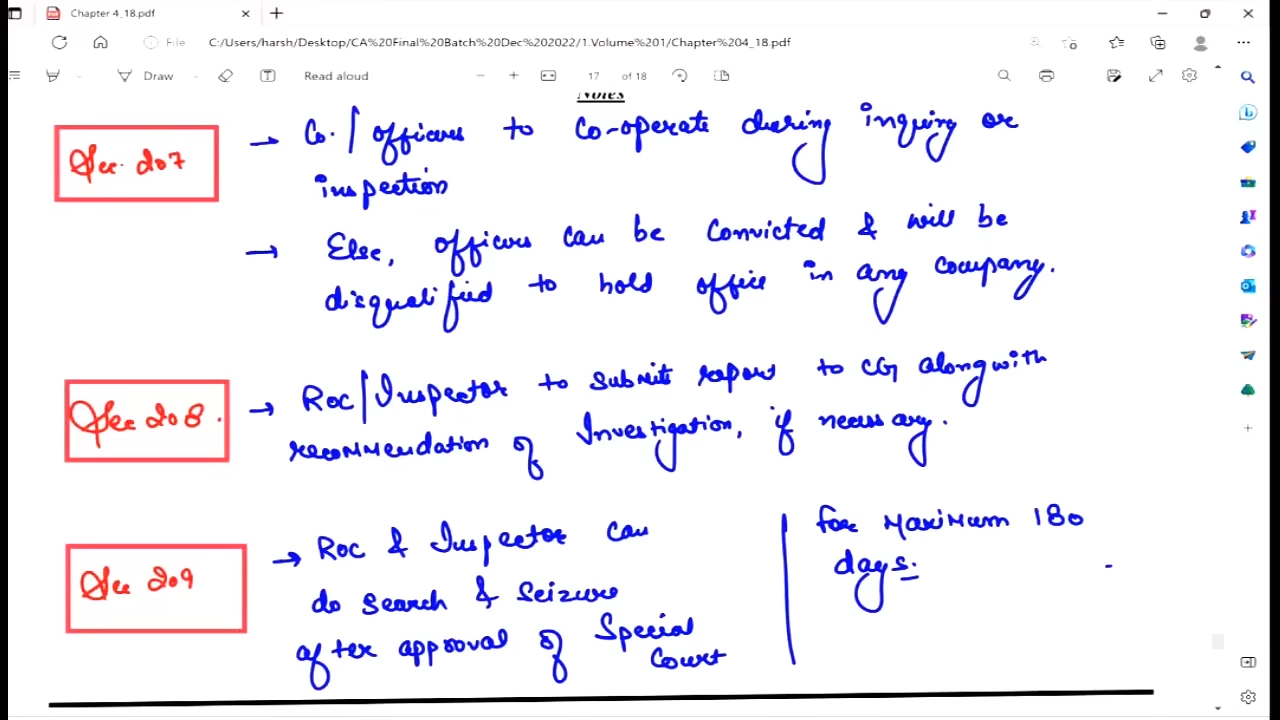 Chapter 4_18.pdf
File
C:/Users/harsh/Desktop/CA%20Final%20Batch%20Dec%202022/1.Volume%201/Chapter%204_18.pdf
Draw
Read aloud
17 of 18
Notes
Sec. 207
→ Co./officers to co-operate during inquiry or
inspection
→ Else, officers can be convicted & will be
disqualified to hold office in any company.
Sec 208.
→ ROC/Inspector to submit report to CG alongwith
recommendation of Investigation, if necessary.
Sec 209
→ ROC & Inspector can
do search & seizure
after approval of Special
Court
for maximum 180
days.